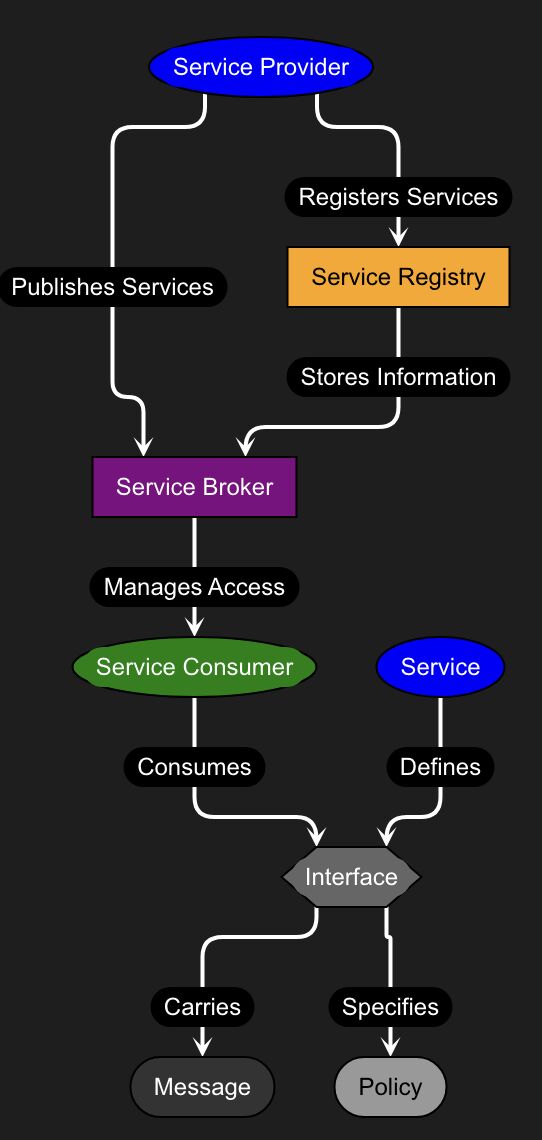 Service Provider
Registers Services
Service Registry
Publishes Services
Stores Information
Service Broker
Manages Access
Service Consumer
Service
Consumes
Defines
Interface
Carries
Specifies
Message
Policy